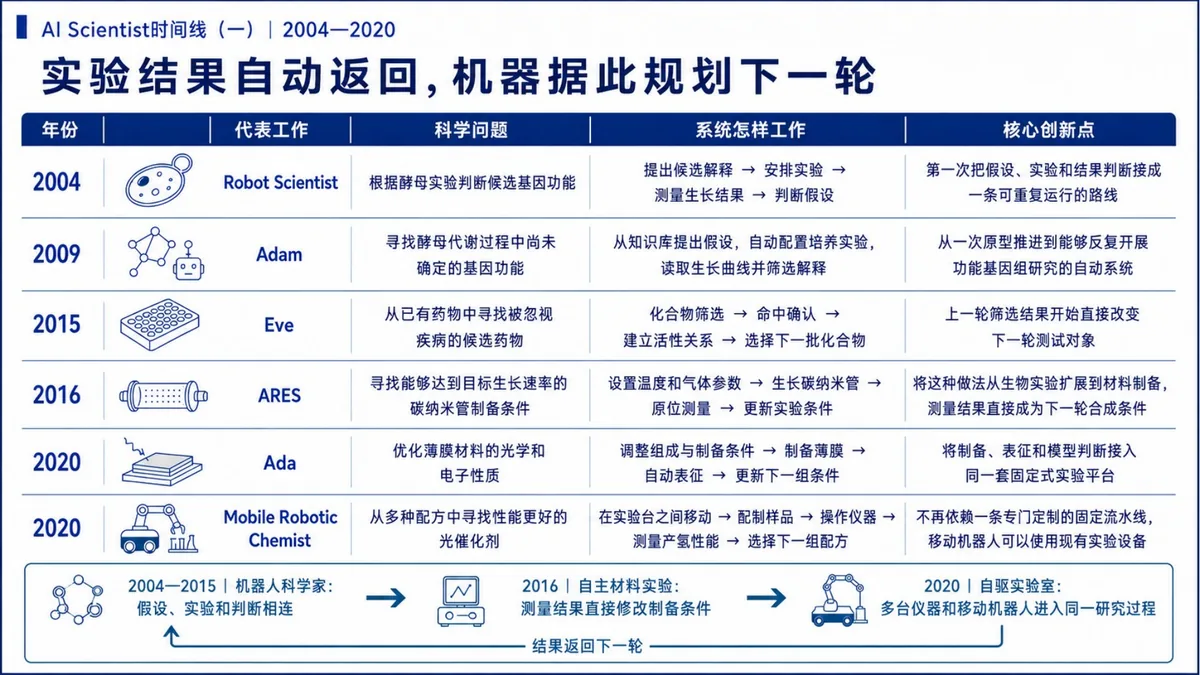 AI Scientist时间线（一）｜2004—2020
实验结果自动返回，机器据此规划下一轮
年份
代表工作
科学问题
系统怎样工作
核心创新点
2004
Robot Scientist
根据酵母实验判断候选基因功能
提出候选解释 → 安排实验 →
测量生长结果 → 判断假设
第一次把假设、实验和结果判断接成
一条可重复运行的路线
2009
Adam
寻找酵母代谢过程中尚未
确定的基因功能
从知识库提出假设，自动配置培养实验，
读取生长曲线并筛选解释
从一次原型推进到能够反复开展
功能基因组研究的自动系统
2015
Eve
从已有药物中寻找被忽视
疾病的候选药物
化合物筛选 → 命中确认 →
建立活性关系 → 选择下一批化合物
上一轮筛选结果开始直接改变
下一轮测试对象
2016
ARES
寻找能够达到目标生长速率的
碳纳米管制备条件
设置温度和气体参数 → 生长碳纳米管 →
原位测量 → 更新实验条件
将这种做法从生物实验扩展到材料制备，
测量结果直接成为下一轮合成条件
2020
Ada
优化薄膜材料的光学和
电子性质
调整组成与制备条件 → 制备薄膜 →
自动表征 → 更新下一组条件
将制备、表征和模型判断接入
同一套固定式实验平台
2020
Mobile Robotic
Chemist
从多种配方中寻找性能更好的
光催化剂
在实验台之间移动 → 配制样品 → 操作仪器 →
测量产氢性能 → 选择下一组配方
不再依赖一条专门定制的固定流水线，
移动机器人可以使用现有实验设备
2004—2015｜机器人科学家：
假设、实验和判断相连
2016｜自主材料实验：
测量结果直接修改制备条件
2020｜自驱实验室：
多台仪器和移动机器人进入同一研究过程
结果返回下一轮